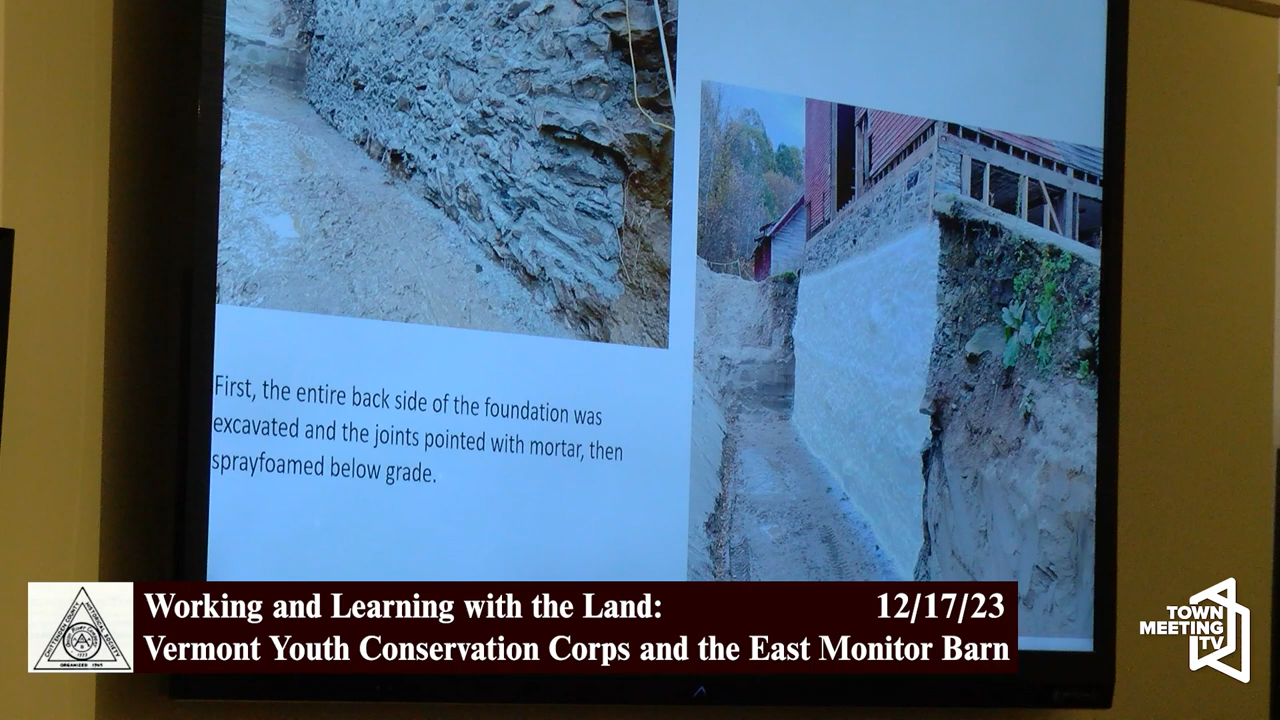 First, the entire back side of the foundation was
excavated and the joints pointed with mortar, then
sprayfoamed below grade.
Working and Learning with the Land: 12/17/23
Vermont Youth Conservation Corps and the East Monitor Barn
TOWN
MEETING
TV